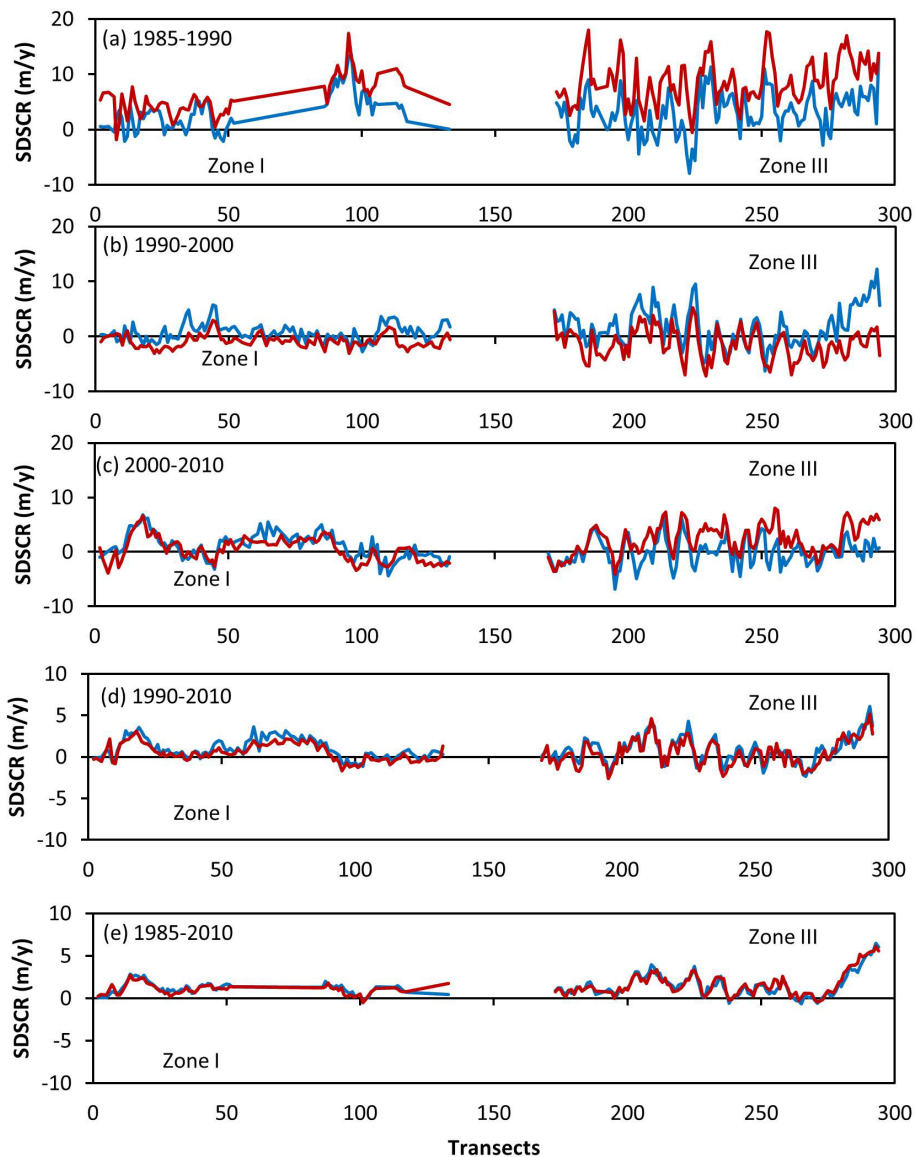 20
(a) 1985-1990
SDSCR (m/y)
10
0
Zone I
Zone III
-10
0 50 100 150 200 250 300
20
(b) 1990-2000
SDSCR (m/y)
Zone III
10
0
Zone I
-10
0 50 100 150 200 250 300
20
(c) 2000-2010
SDSCR (m/y)
Zone III
10
0
Zone I
-10
0 50 100 150 200 250 300
10
(d) 1990-2010
SDSCR (m/y)
Zone III
5
0
-5
Zone I
-10
0 50 100 150 200 250 300
10
(e) 1985-2010
SDSCR (m/y)
Zone III
5
0
-5
Zone I
-10
0 50 100 150 200 250 300
Transects